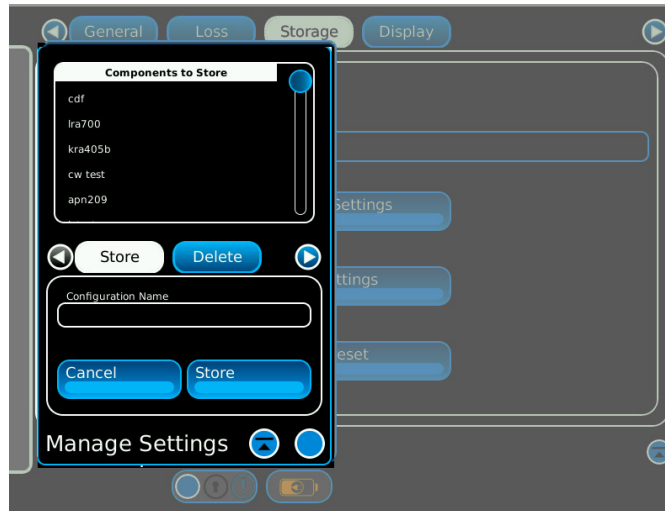 General Loss Storage Display
Components to Store
cdf
lra700
kra405b
cw test
apn209
Settings
Store Delete
ttings
Configuration Name
eset
Cancel Store
Manage Settings